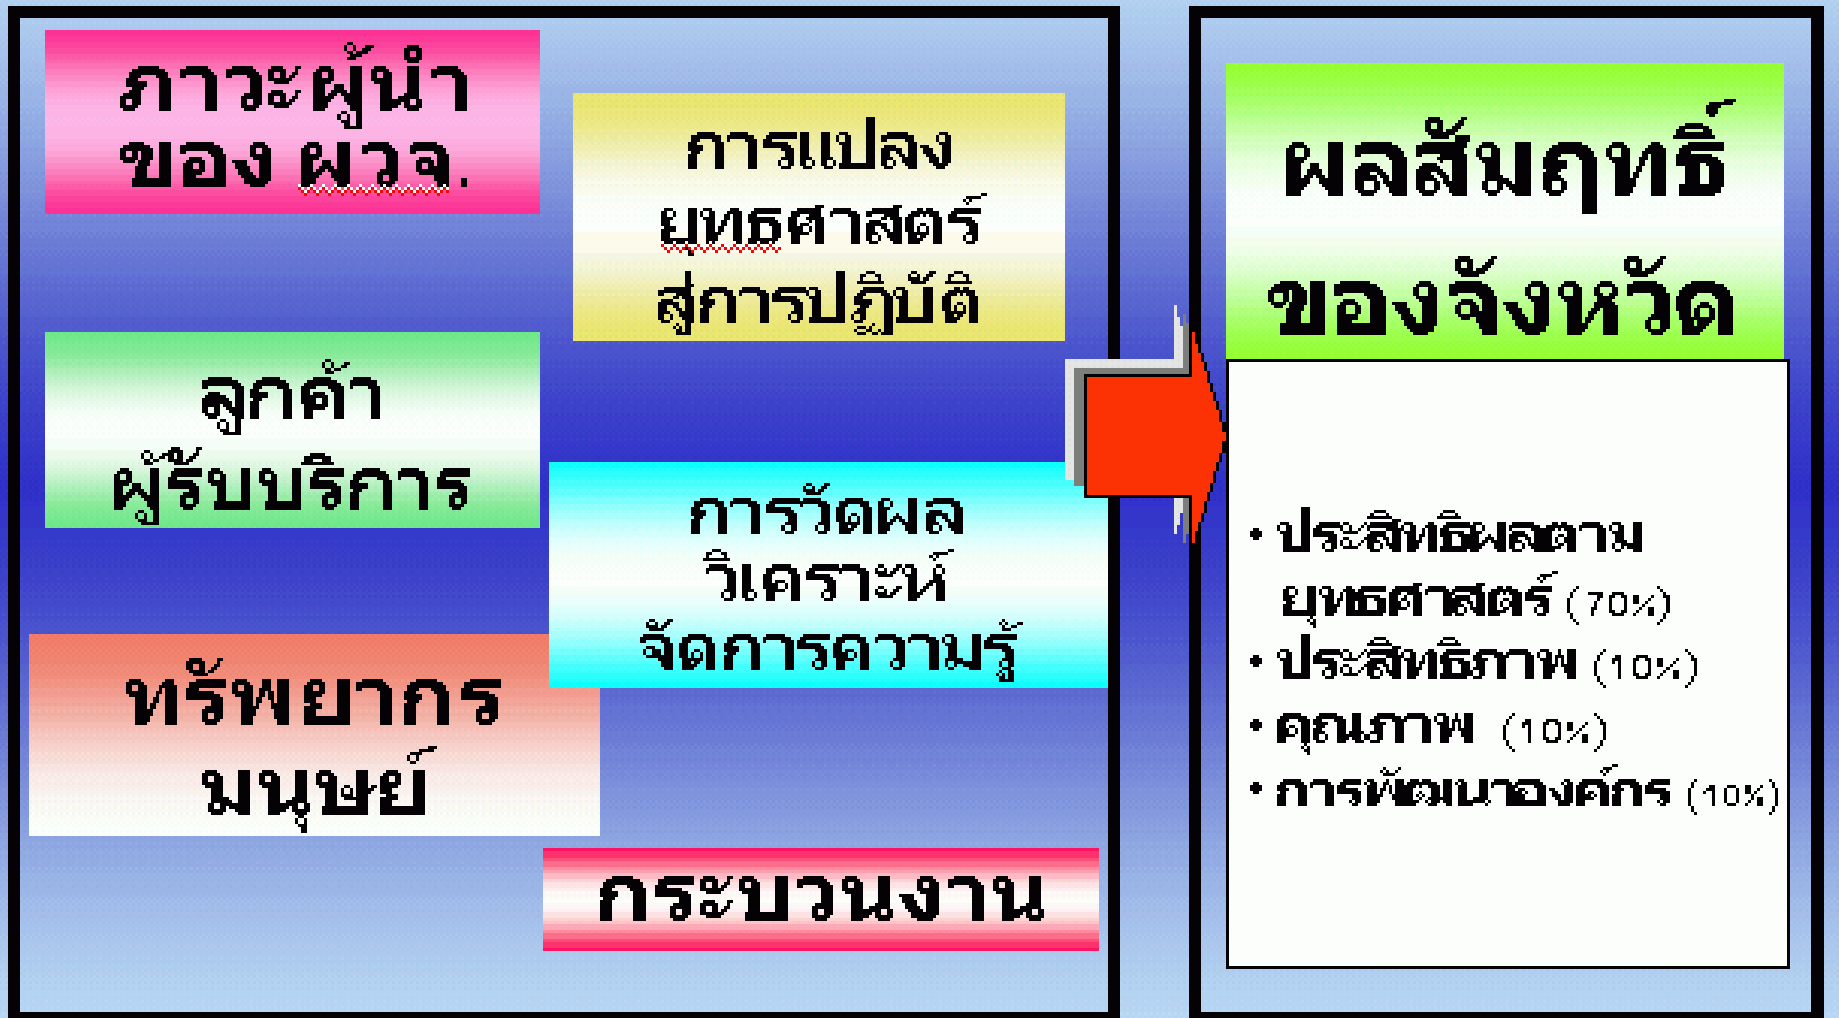 ภาวะผู้นำ
ของ ผวจ.
การแปลง
ยุทธศาสตร์
สู่การปฏิบัติ
ลูกค้า
ผู้รับบริการ
การวัดผล
วิเคราะห์
จัดการความรู้
ทรัพยากร
มนุษย์
กระบวนงาน
ผลสัมฤทธิ์
ของจังหวัด
• ประสิทธิผลตาม
ยุทธศาสตร์ (70%)
• ประสิทธิภาพ (10%)
• คุณภาพ (10%)
• การพัฒนาองค์กร (10%)